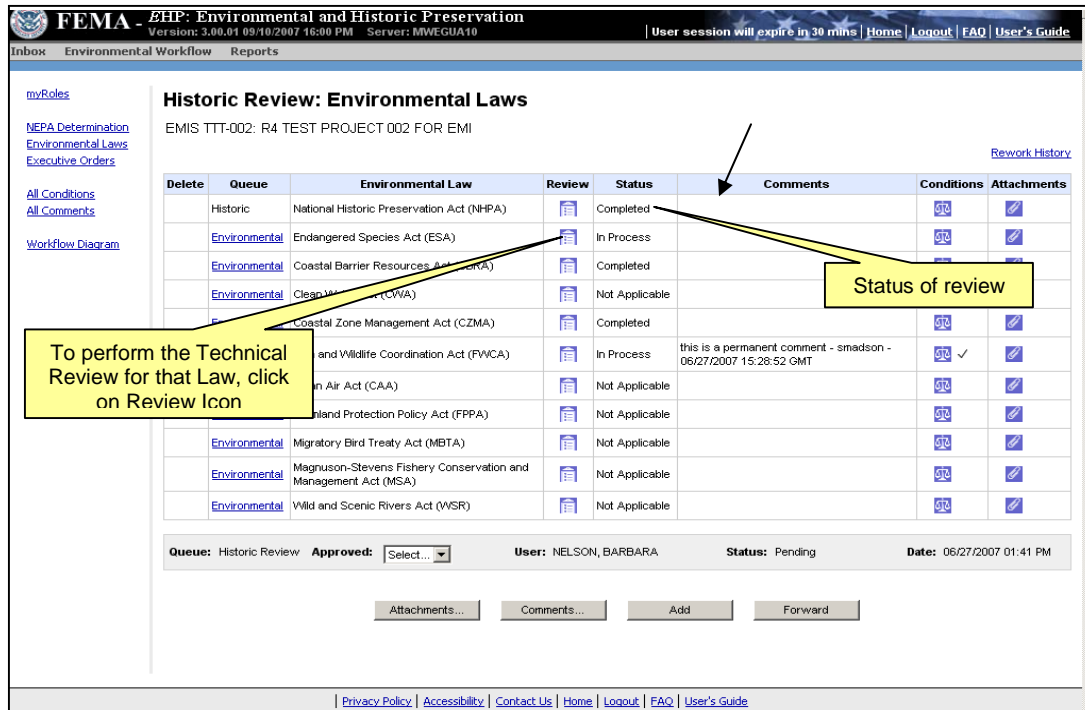 FEMA - EHP: Environmental and Historic Preservation
Version: 3.00.01 09/10/2007 16:00 PM Server: MWEGUA10
| User session will expire in 30 mins | Home | Logout | FAQ | User's Guide
Inbox Environmental Workflow Reports
myRoles
NEPA Determination
Environmental Laws
Executive Orders
All Conditions
All Comments
Workflow Diagram
Historic Review: Environmental Laws
EMIS TTT-002: R4 TEST PROJECT 002 FOR EMI
Rework History
Delete Queue Environmental Law Review Status Comments Conditions Attachments
Historic National Historic Preservation Act (NHPA) Completed
Environmental Endangered Species Act (ESA) In Process
Environmental Coastal Barrier Resources Completed
Environmental (CWA) Not Applicable
Coastal Zone Management Act (CZMA) Completed
and Wildlife Coordination Act (FWCA) In Process this is a permanent comment - smadson -
06/27/2007 15:28:52 GMT
Air Act (CAA) Not Applicable
Protection Policy Act (FPPA) Not Applicable
Environmental Migratory Bird Treaty Act (MBTA) Not Applicable
Environmental Magnuson-Stevens Fishery Conservation and
Management Act (MSA) Not Applicable
Environmental Wild and Scenic Rivers Act (WSR) Not Applicable
Status of review
To perform the Technical
Review for that Law, click
on Review Icon
Queue: Historic Review Approved: Select... User: NELSON, BARBARA Status: Pending Date: 06/27/2007 01:41 PM
Attachments... Comments... Add Forward
| Privacy Policy | Accessibility | Contact Us | Home | Logout | FAQ | User's Guide